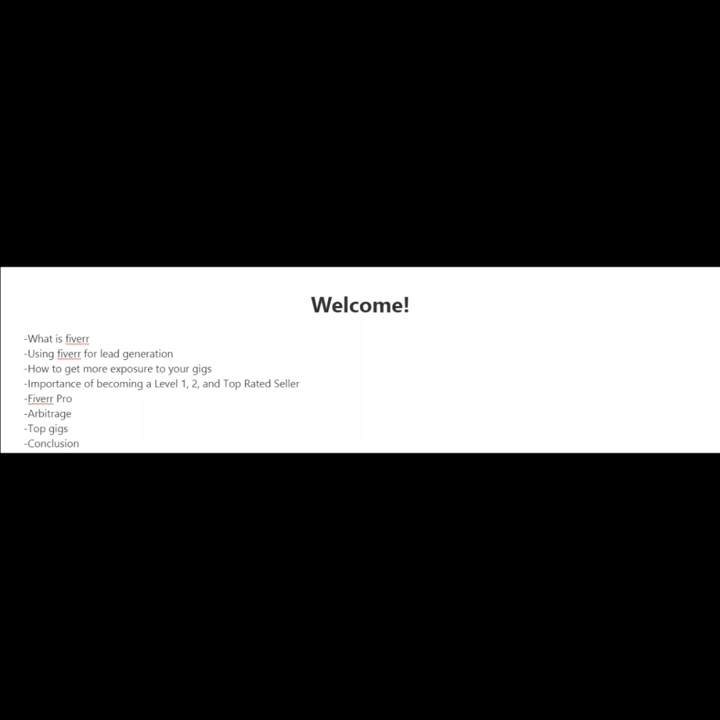 Welcome!
-What is fiverr
-Using fiverr for lead generation
-How to get more exposure to your gigs
-Importance of becoming a Level 1, 2, and Top Rated Seller
-Fiverr Pro
-Arbitrage
-Top gigs
-Conclusion